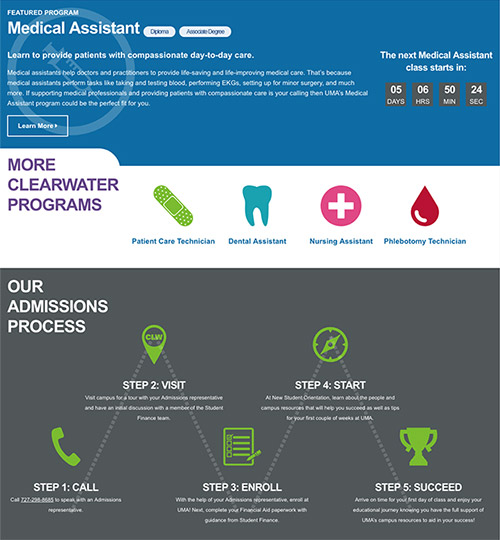 FEATURED PROGRAM
Medical Assistant Diploma Associate Degree
Learn to provide patients with compassionate day-to-day care.
Medical assistants help doctors and practitioners to provide life-saving and life-improving medical care. That's because
medical assistants perform tasks like taking and testing blood, performing EKGs, setting up for minor surgery, and much
more. If supporting medical professionals and providing patients with compassionate care is your calling then UMA's Medical
Assistant program could be the perfect fit for you.
Learn More
The next Medical Assistant
class starts in:
05 06 50 24
DAYS HRS MIN SEC
MORE
CLEARWATER
PROGRAMS
Patient Care Technician
Dental Assistant
Nursing Assistant
Phlebotomy Technician
OUR
ADMISSIONS
PROCESS
STEP 1: CALL
Call 727-298-8685 to speak with an Admissions
representative.
CLW
STEP 2: VISIT
Visit campus for a tour with your Admissions representative
and have an initial discussion with a member of the Student
Finance team.
STEP 3: ENROLL
With the help of your Admissions representative, enroll at
UMA! Next, complete your Financial Aid paperwork with
guidance from Student Finance.
STEP 4: START
At New Student Orientation, learn about the people and
campus resources that will help you succeed as well as tips
for your first couple of weeks at UMA.
STEP 5: SUCCEED
Arrive on time for your first day of class and enjoy your
educational journey knowing you have the full support of
UMA's campus resources to aid in your success!